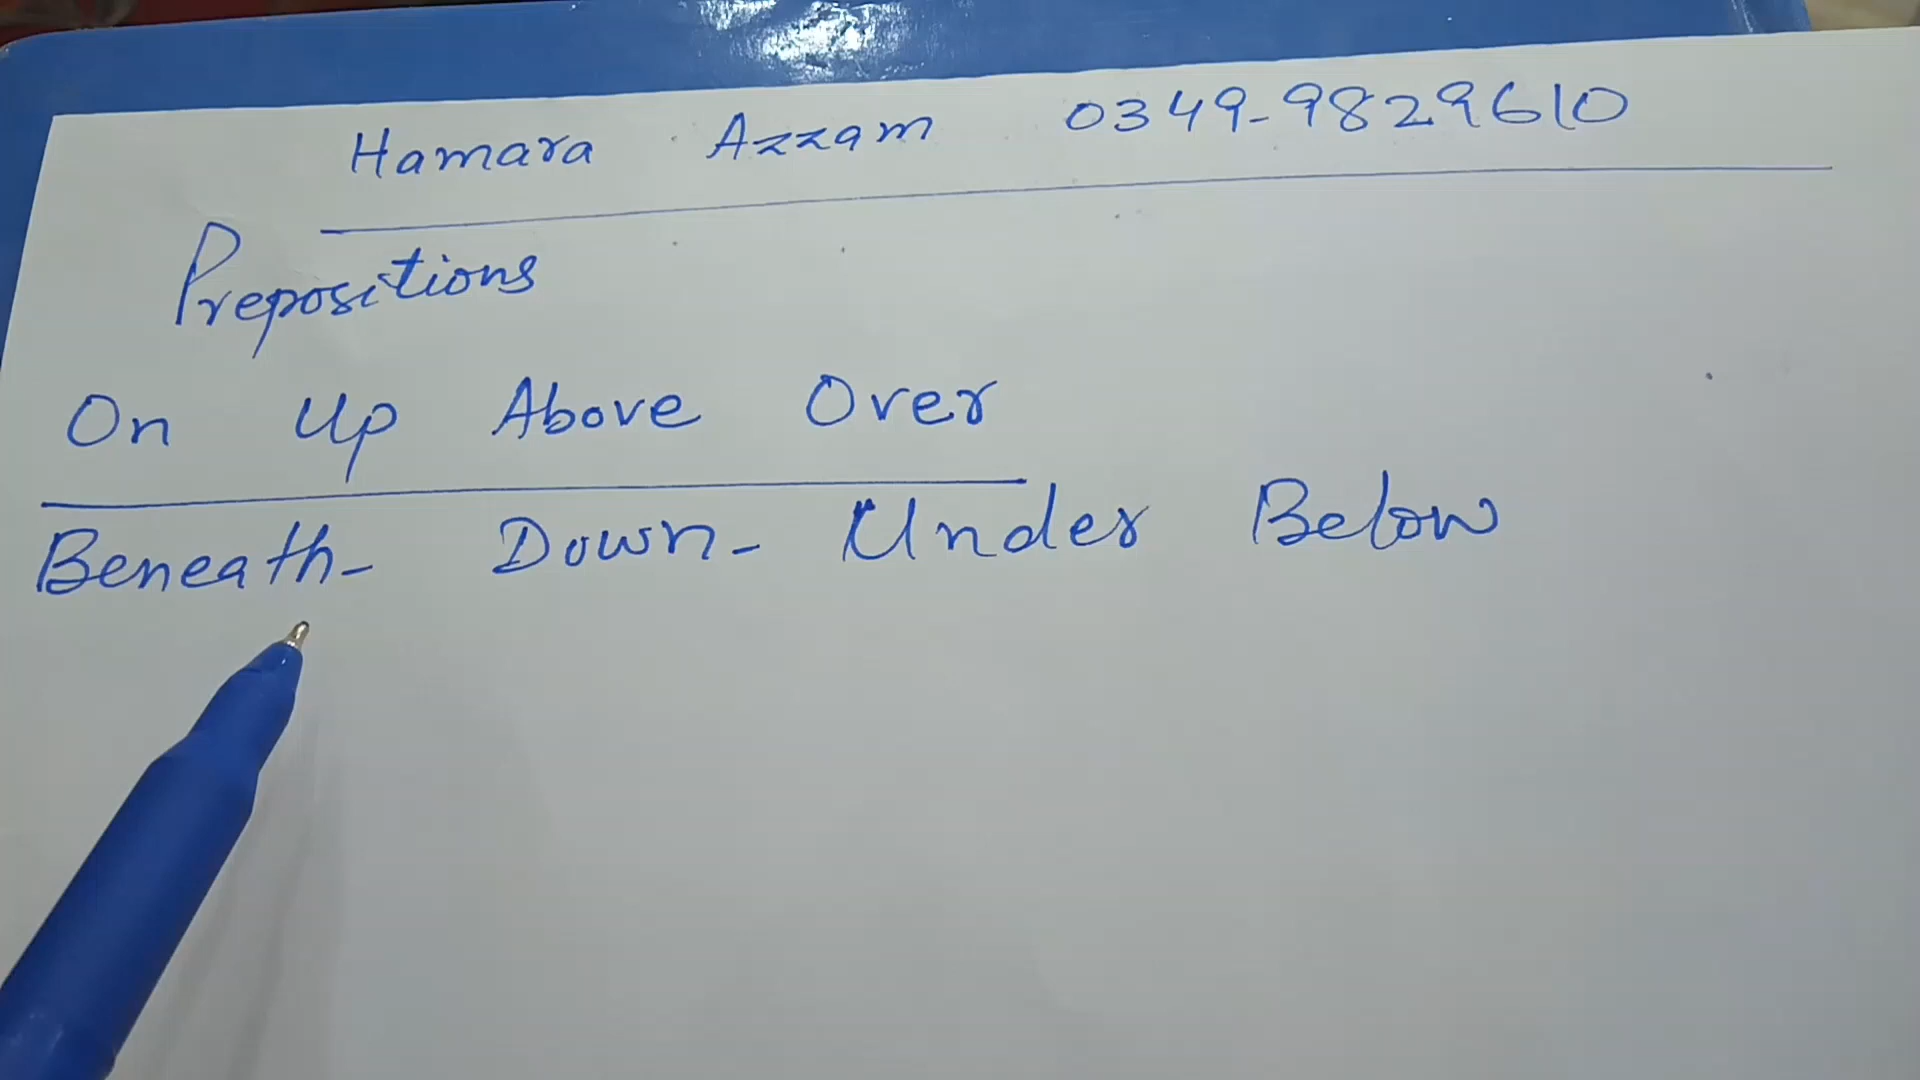 Hamara Azzam 0349-9829610
Prepositions
On Up Above Over
Beneath- Down- Under Below